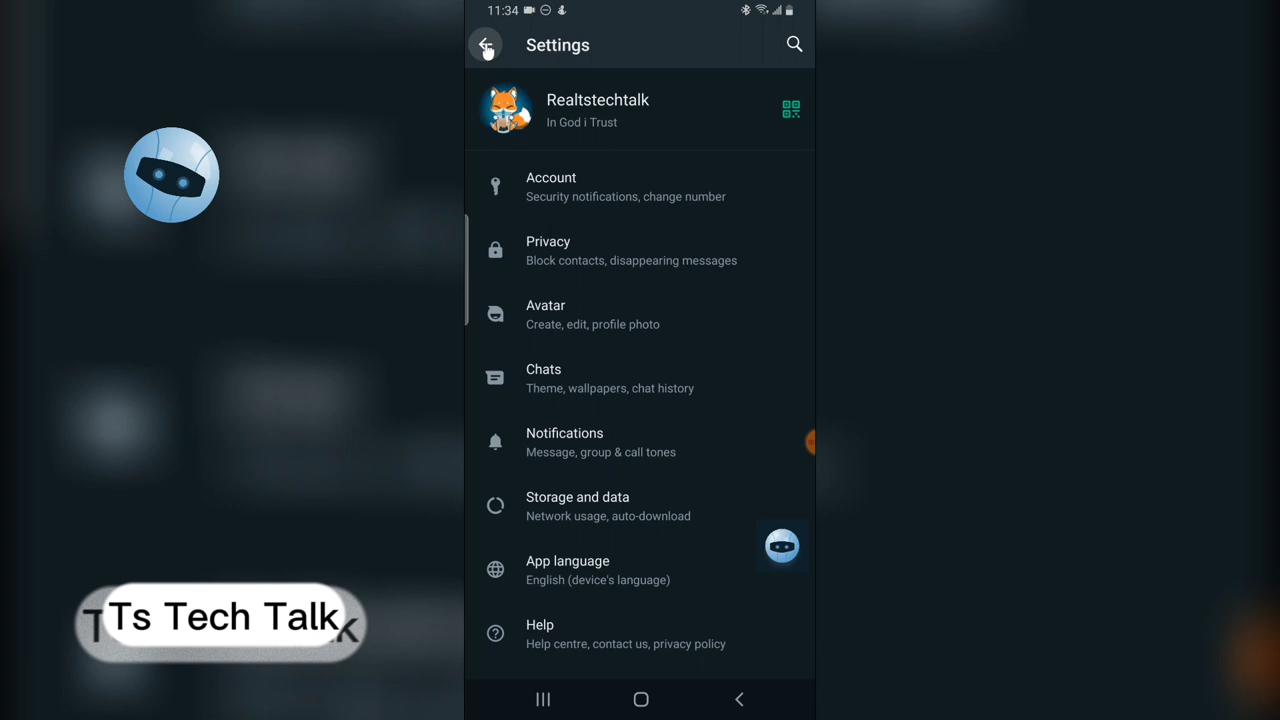 11:34
Settings
Realtstechtalk
In God i Trust
Account
Security notifications, change number
Privacy
Block contacts, disappearing messages
Avatar
Create, edit, profile photo
Chats
Theme, wallpapers, chat history
Notifications
Message, group & call tones
Storage and data
Network usage, auto-download
App language
English (device's language)
Help
Help centre, contact us, privacy policy
Ts Tech Talk